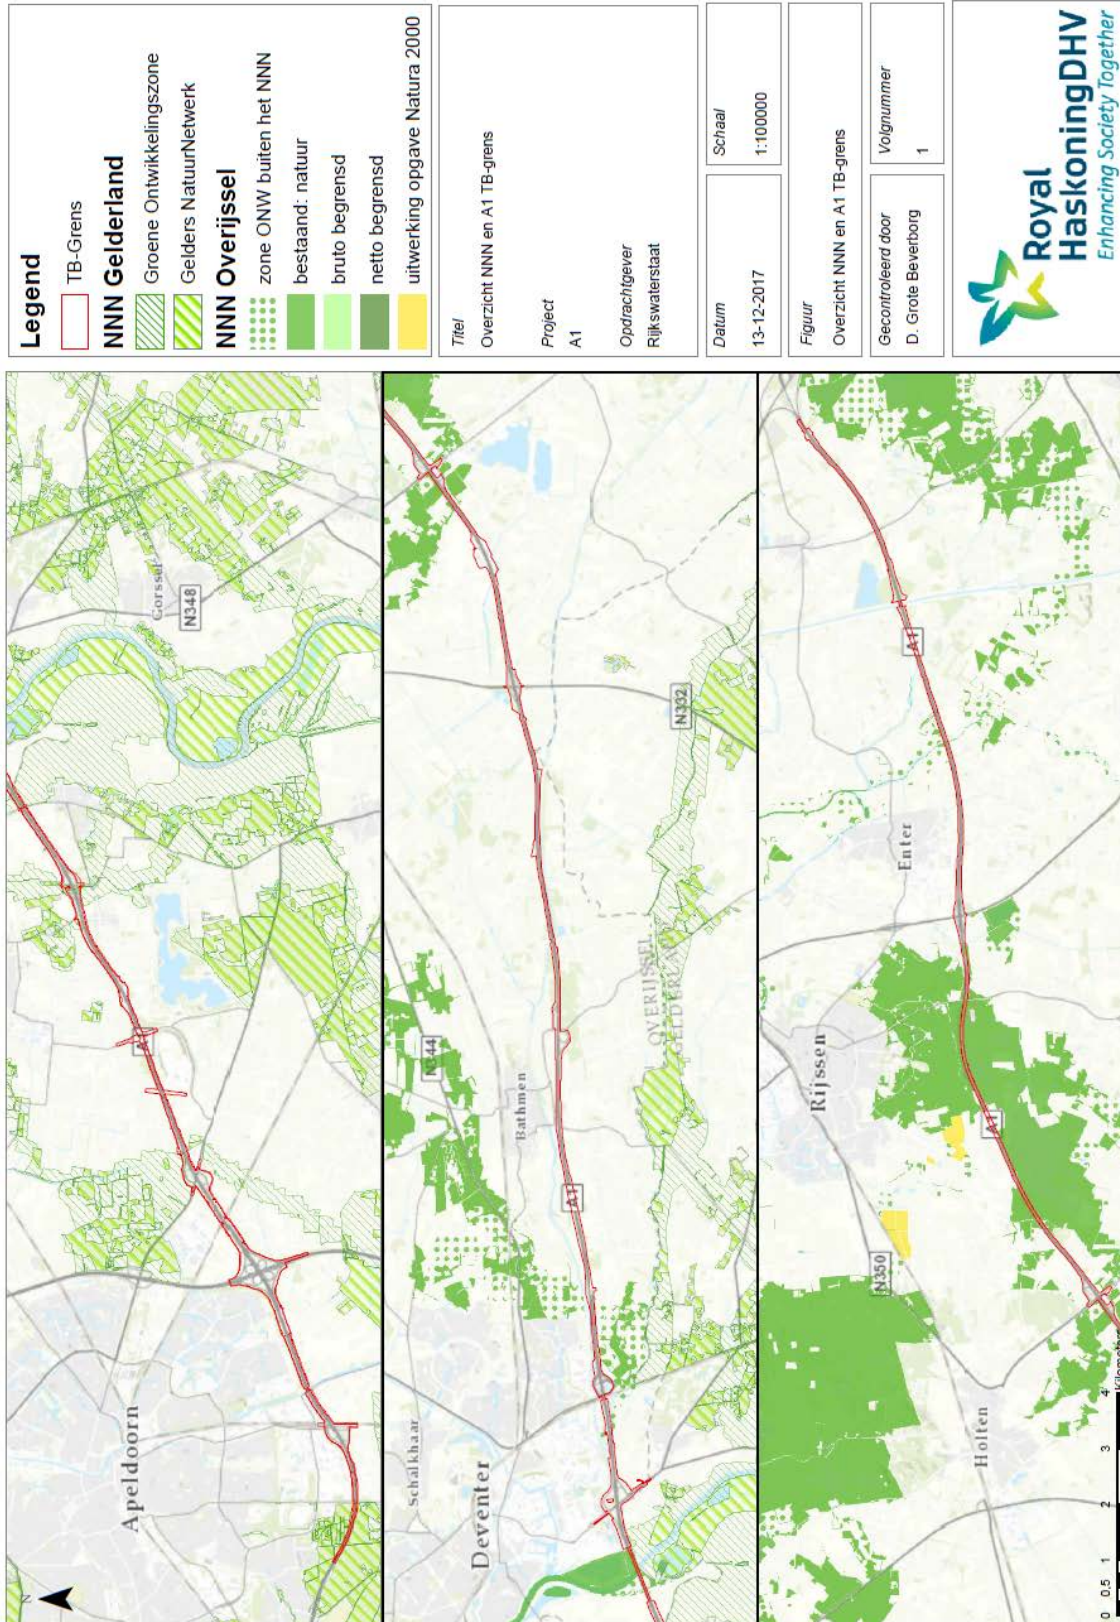 Legend
TB-Grens
NNN Gelderland
Groene Ontwikkelingszone
Gelders NatuurNetwerk
NNN Overijssel
zone ONW buiten het NNN
bestaand: natuur
bruto begrensd
netto begrensd
uitwerking opgave Natura 2000
Titel
Overzicht NNN en A1 TB-grens
Project
A1
Opdrachtgever
Rijkswaterstaat
Datum
13-12-2017
Schaal
1:100000
Figuur
Overzicht NNN en A1 TB-grens
Gecontroleerd door
D. Grote Beverborg
Volgnummer
1
Royal
HaskoningDHV
Enhancing Society Together
N
Apeldoorn
A1
Gorssel
N348
Schalkhaar
Deventer
A1
Bathmen
N344
OVERIJSSEL
GELDERLAND
N332
Holten
N350
Rijssen
A1
Enter
A1
0 0,5 1 2 3 4
Kilometers